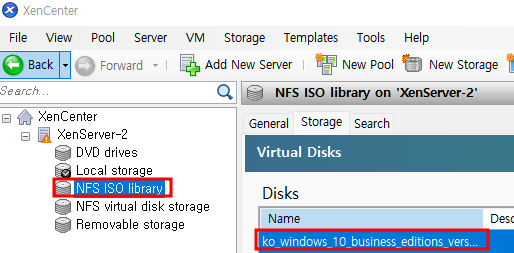 XenCenter
File View Pool Server VM Storage Templates Tools Help
Back Forward Add New Server New Pool New Storage
Search...
NFS ISO library on 'XenServer-2'
XenCenter
XenServer-2
DVD drives
Local storage
NFS ISO library
NFS virtual disk storage
Removable storage
General Storage Search
Virtual Disks
Disks
Name Desc
ko_windows_10_business_editions_vers...